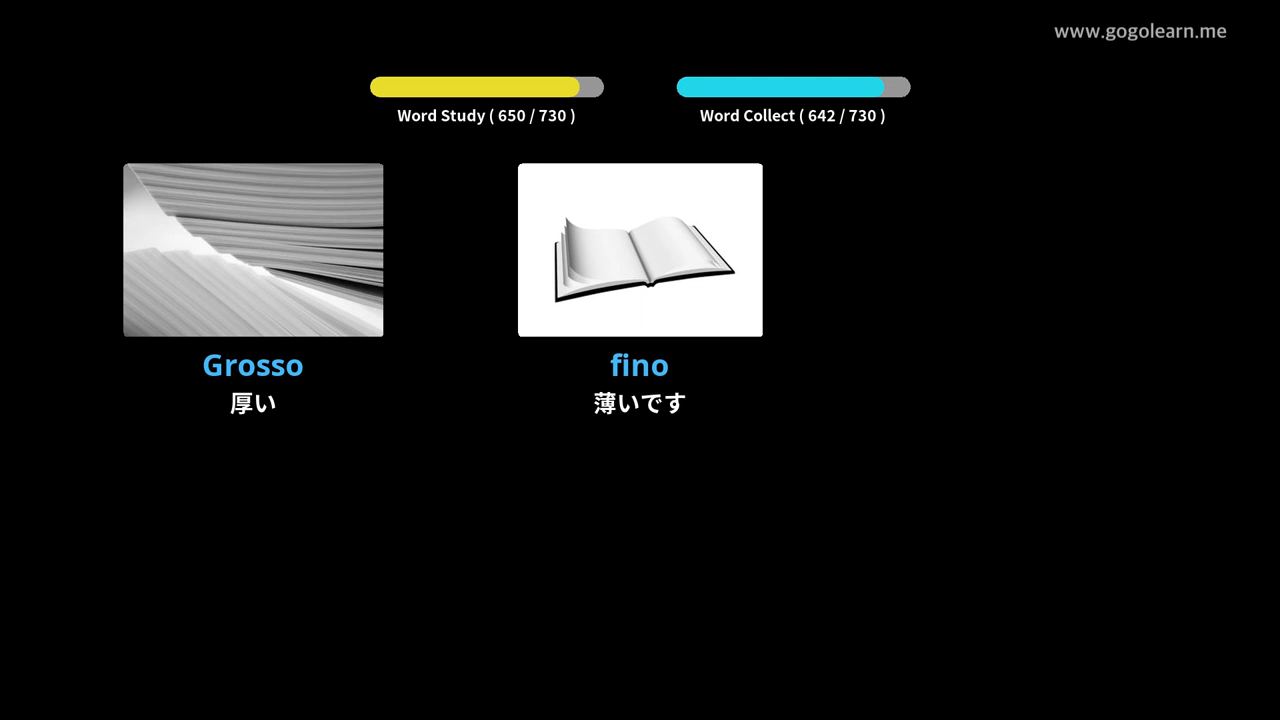 www.gogolearn.me
Word Study ( 650 / 730 )
Word Collect ( 642 / 730 )
Grosso
厚い
fino
薄いです